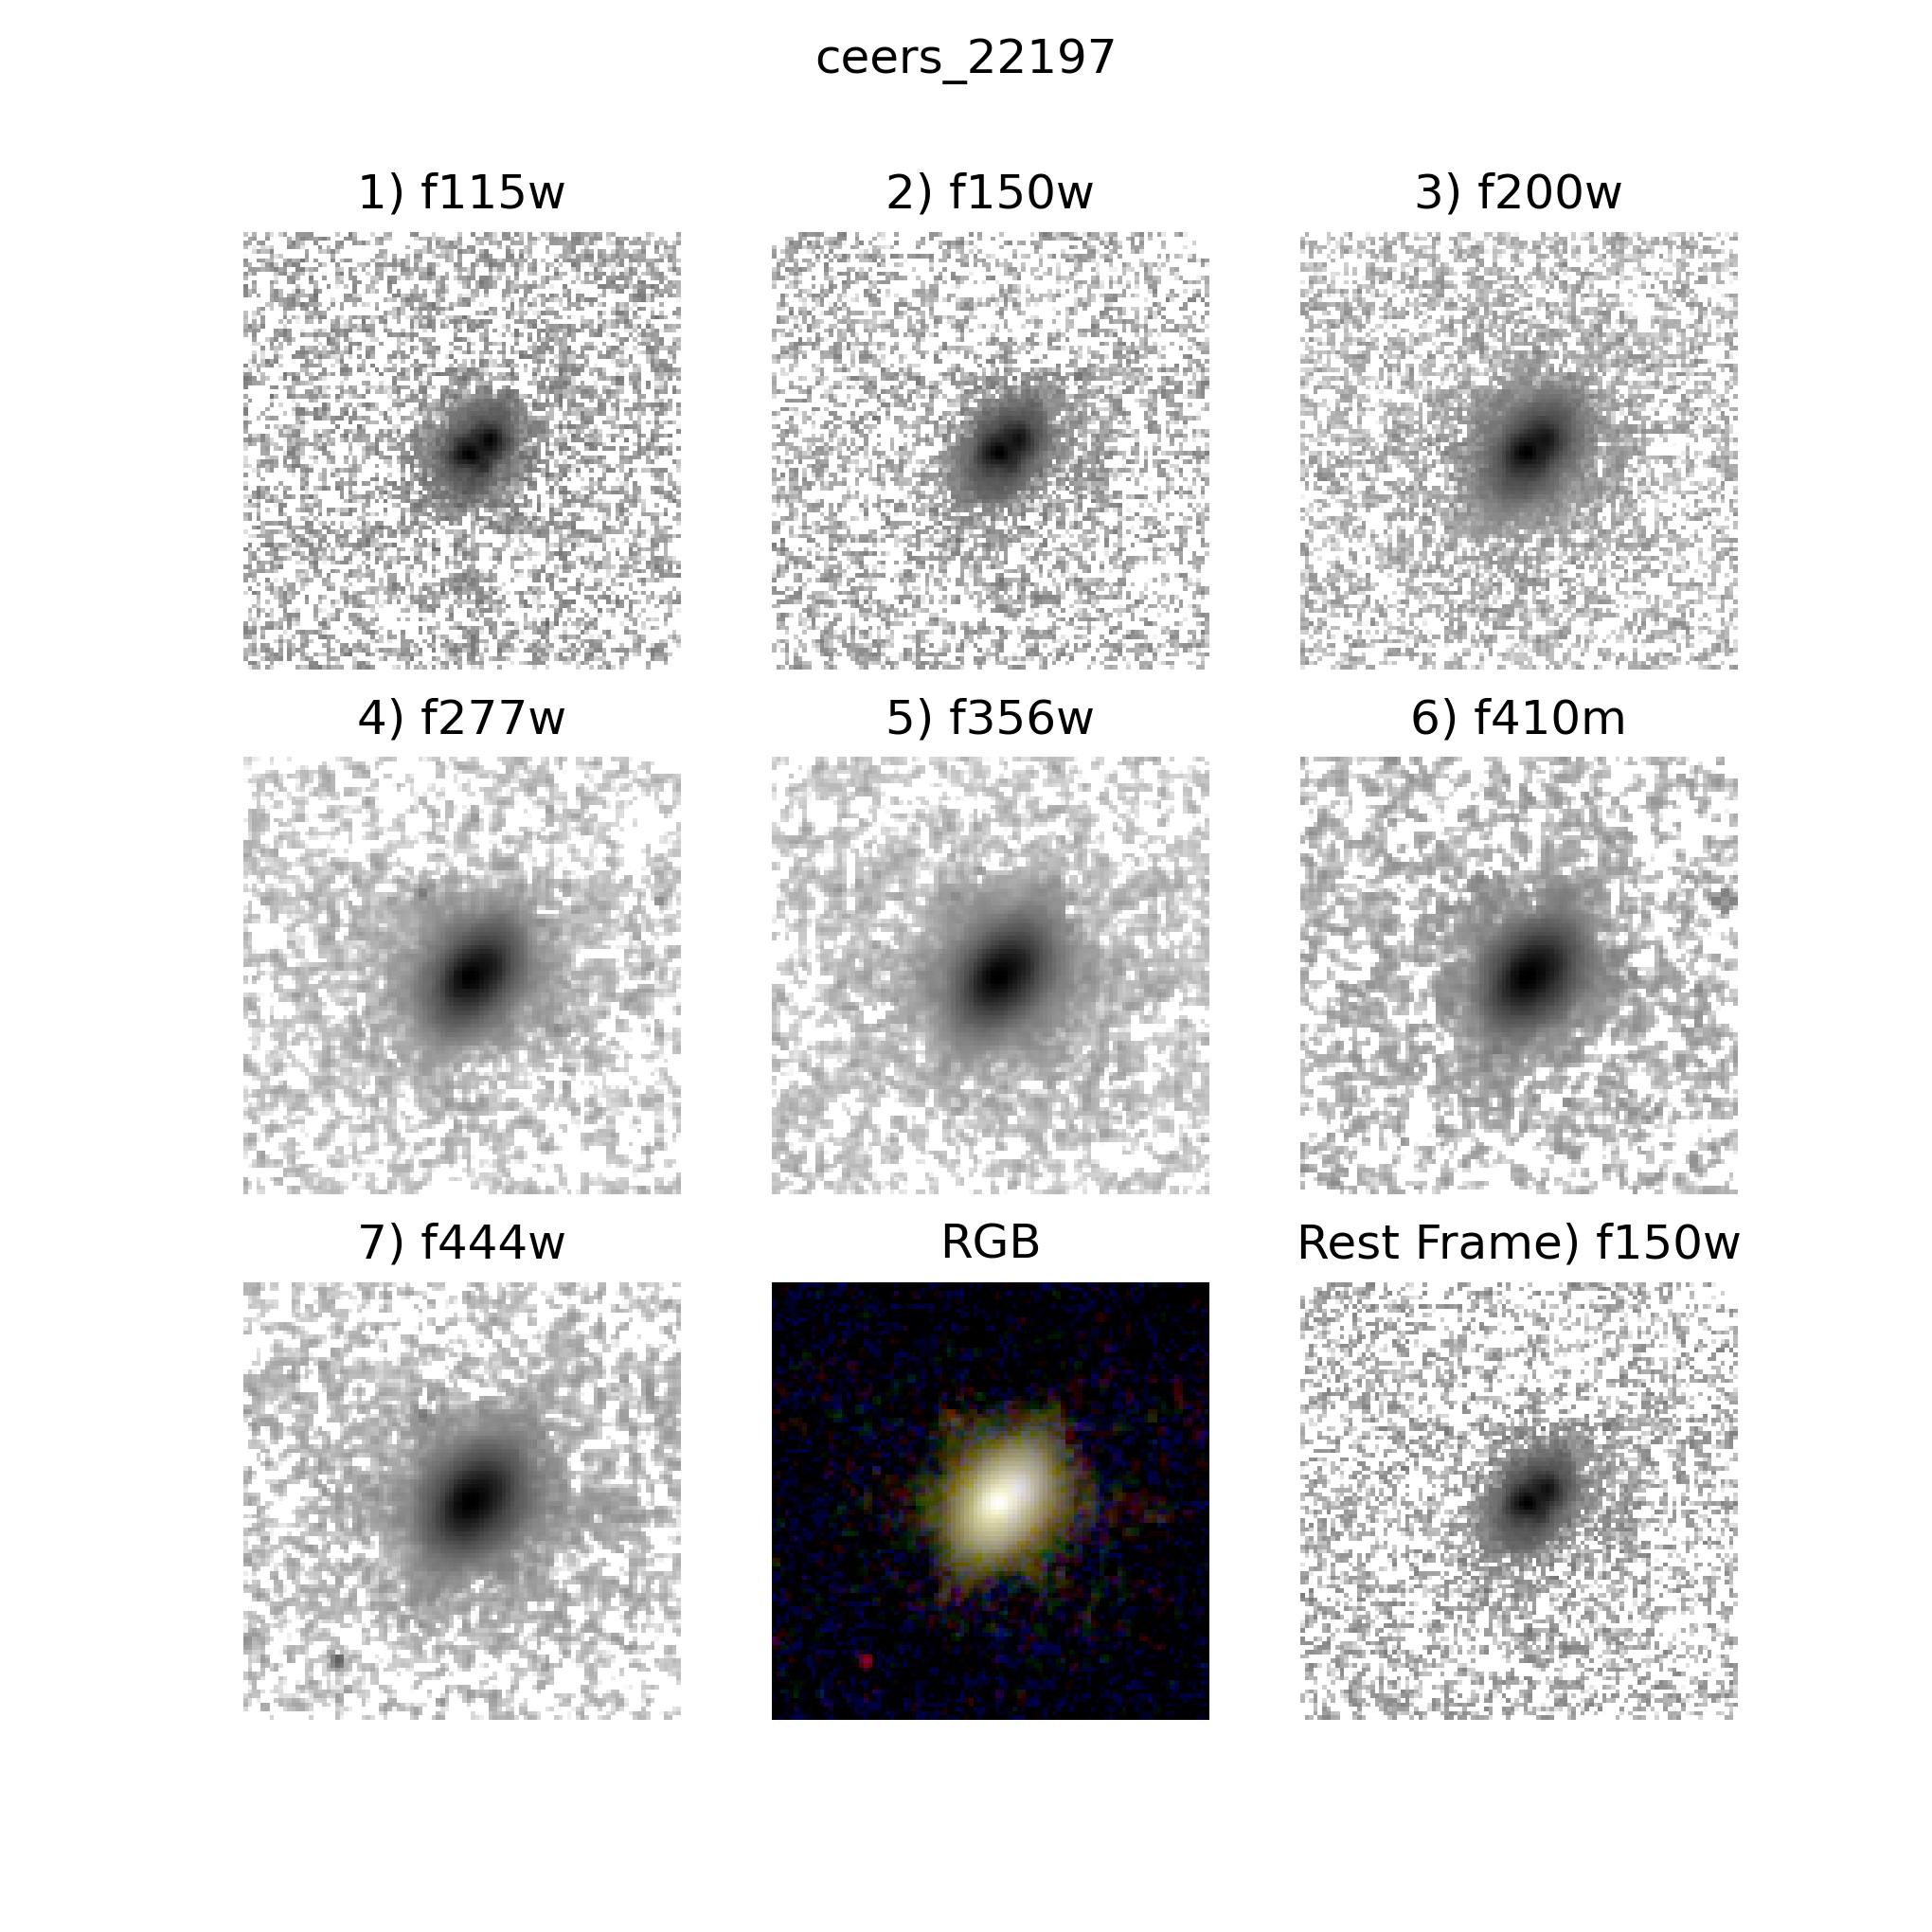 ceers_22197
1) f115w
2) f150w
3) f200w
4) f277w
5) f356w
6) f410m
7) f444w
RGB
Rest Frame) f150w